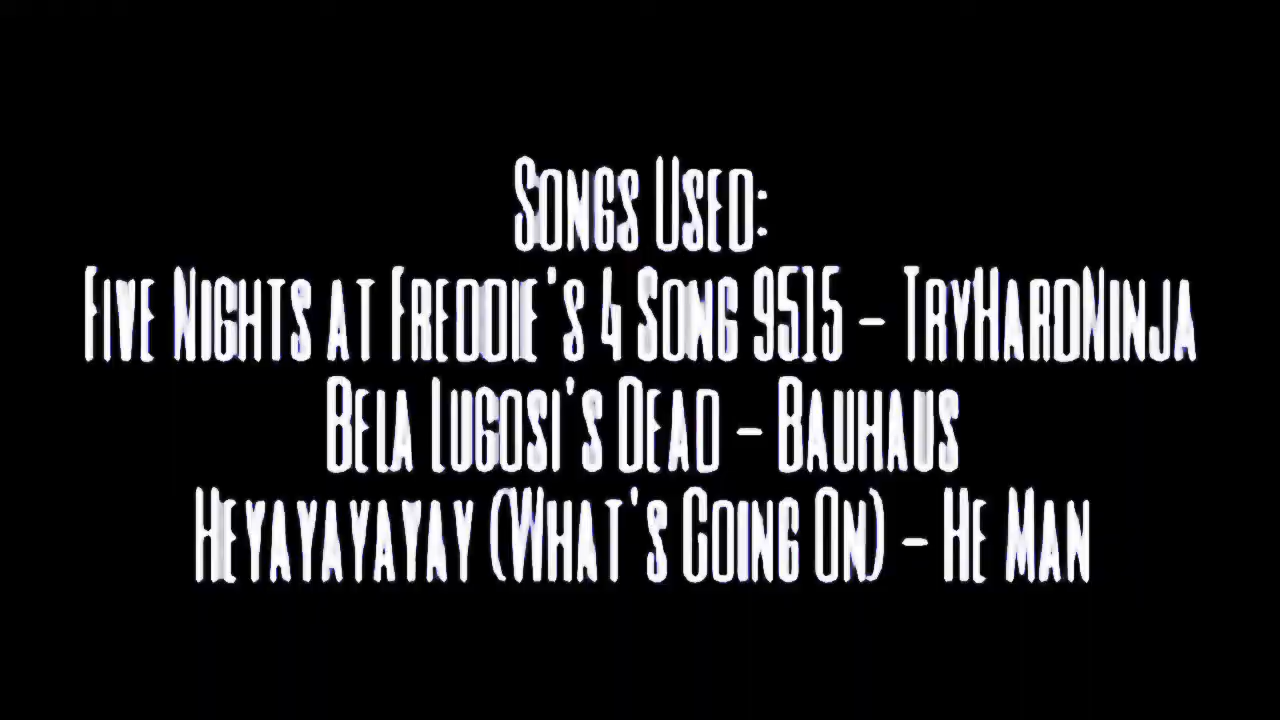 Songs Used:
Five Nights at Freddie's 4 Song 9515 - TryHardNinja
Bela Lugosi's Dead - Bauhaus
Heyayayayay (What's Going On) - He Man